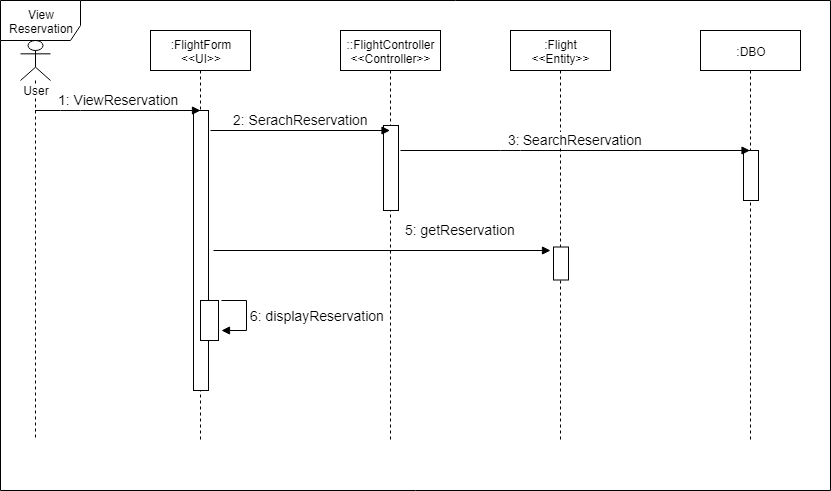 View
Reservation
User
:FlightForm
<<UI>>
::FlightController
<<Controller>>
:Flight
<<Entity>>
:DBO
1: ViewReservation
2: SerachReservation
3: SearchReservation
5: getReservation
6: displayReservation